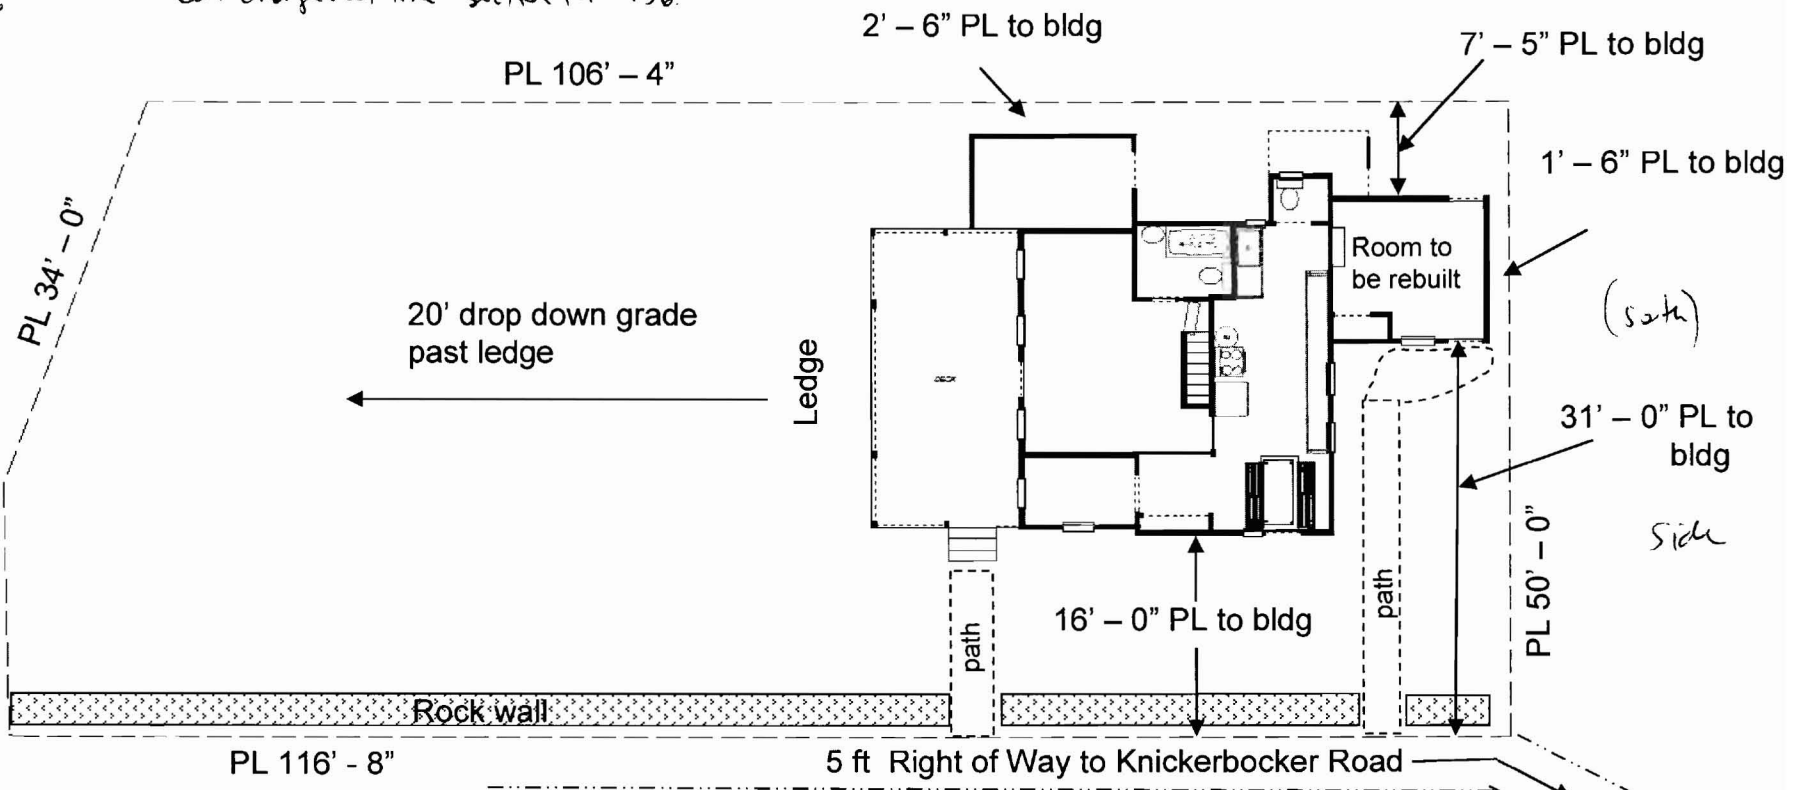 2’ – 6” PL to bldg
7’ – 5” PL to bldg
PL 106’ – 4”
1’ – 6” PL to bldg
PL 34’ – 0”
Room to
be rebuilt
20’ drop down grade
past ledge
Ledge
DECK
31’ – 0” PL to
bldg
Side
PL 50’ – 0”
path
16’ – 0” PL to bldg
path
Rock wall
PL 116’ - 8”
5 ft Right of Way to Knickerbocker Road